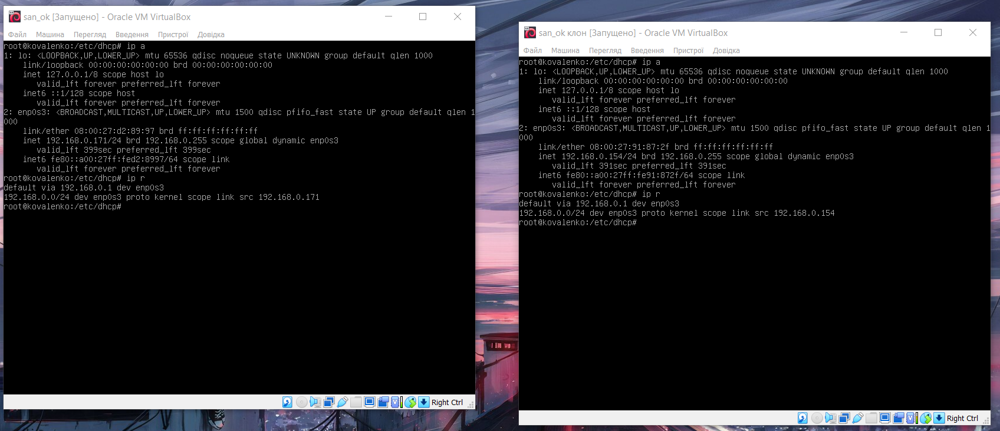 san_ok [Запущено] - Oracle VM VirtualBox
Файл Машина Перегляд Введення Пристрої Довідка
root@kovalenko:/etc/dhcp# ip a
1: lo: <LOOPBACK,UP,LOWER_UP> mtu 65536 qdisc noqueue state UNKNOWN group default qlen 1000
link/loopback 00:00:00:00:00:00 brd 00:00:00:00:00:00
inet 127.0.0.1/8 scope host lo
valid_lft forever preferred_lft forever
inet6 ::1/128 scope host
valid_lft forever preferred_lft forever
2: enp0s3: <BROADCAST,MULTICAST,UP,LOWER_UP> mtu 1500 qdisc pfifo_fast state UP group default qlen 1
000
link/ether 08:00:27:d2:89:97 brd ff:ff:ff:ff:ff:ff
inet 192.168.0.171/24 brd 192.168.0.255 scope global dynamic enp0s3
valid_lft 399sec preferred_lft 399sec
inet6 fe80::a00:27ff:fed2:8997/64 scope link
valid_lft forever preferred_lft forever
root@kovalenko:/etc/dhcp# ip r
default via 192.168.0.1 dev enp0s3
192.168.0.0/24 dev enp0s3 proto kernel scope link src 192.168.0.171
root@kovalenko:/etc/dhcp#
Right Ctrl
san_ok клон [Запущено] - Oracle VM VirtualBox
Файл Машина Перегляд Введення Пристрої Довідка
root@kovalenko:/etc/dhcp# ip a
1: lo: <LOOPBACK,UP,LOWER_UP> mtu 65536 qdisc noqueue state UNKNOWN group default qlen 1000
link/loopback 00:00:00:00:00:00 brd 00:00:00:00:00:00
inet 127.0.0.1/8 scope host lo
valid_lft forever preferred_lft forever
inet6 ::1/128 scope host
valid_lft forever preferred_lft forever
2: enp0s3: <BROADCAST,MULTICAST,UP,LOWER_UP> mtu 1500 qdisc pfifo_fast state UP group default qlen 1
000
link/ether 08:00:27:91:87:2f brd ff:ff:ff:ff:ff:ff
inet 192.168.0.154/24 brd 192.168.0.255 scope global dynamic enp0s3
valid_lft 391sec preferred_lft 391sec
inet6 fe80::a00:27ff:fe91:872f/64 scope link
valid_lft forever preferred_lft forever
root@kovalenko:/etc/dhcp# ip r
default via 192.168.0.1 dev enp0s3
192.168.0.0/24 dev enp0s3 proto kernel scope link src 192.168.0.154
root@kovalenko:/etc/dhcp#
Right Ctrl